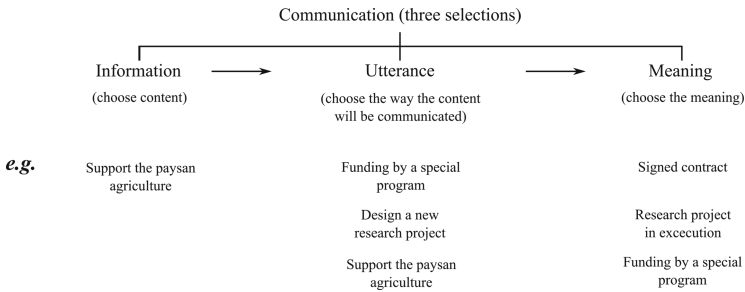 Communication (three selections)
Information
Utterance
Meaning
(choose content)
(choose the way the content
will be communicated)
(choose the meaning)
e.g.
Support the paysan
agriculture
Funding by a special
program
Signed contract
Design a new
research project
Research project
in excecution
Support the paysan
agriculture
Funding by a special
program